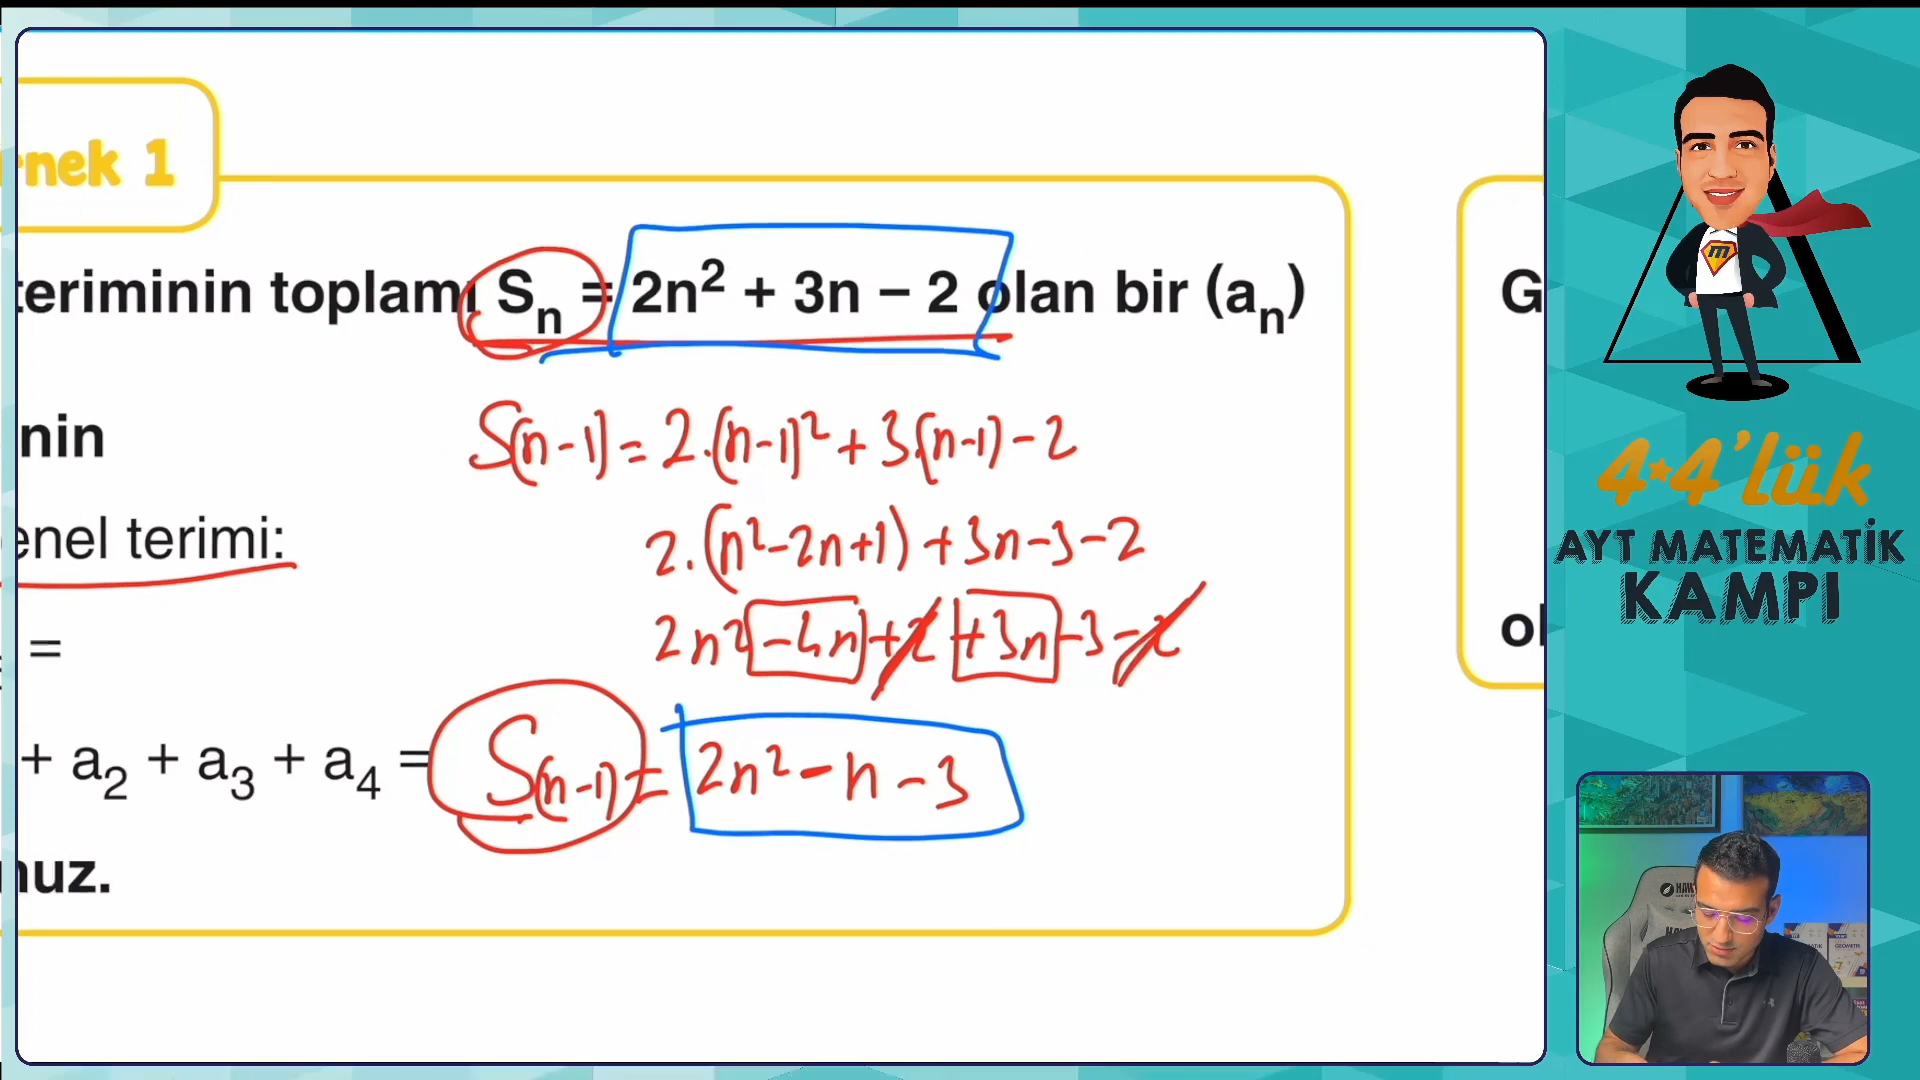 rnek 1
teriminin toplamı Sn = 2n² + 3n – 2 olan bir (an)
S(n-1) = 2.(n-1)² + 3.(n-1) - 2
nin
2.(n²-2n+1) + 3n-3-2
enel terimi:
2n² -4n +2 +3n -3 -2
=
+ a2 + a3 + a4 =
S(n-1) = 2n² - n - 3
nuz.
G
ol
4*4'lük
AYT MATEMATİK
KAMPI